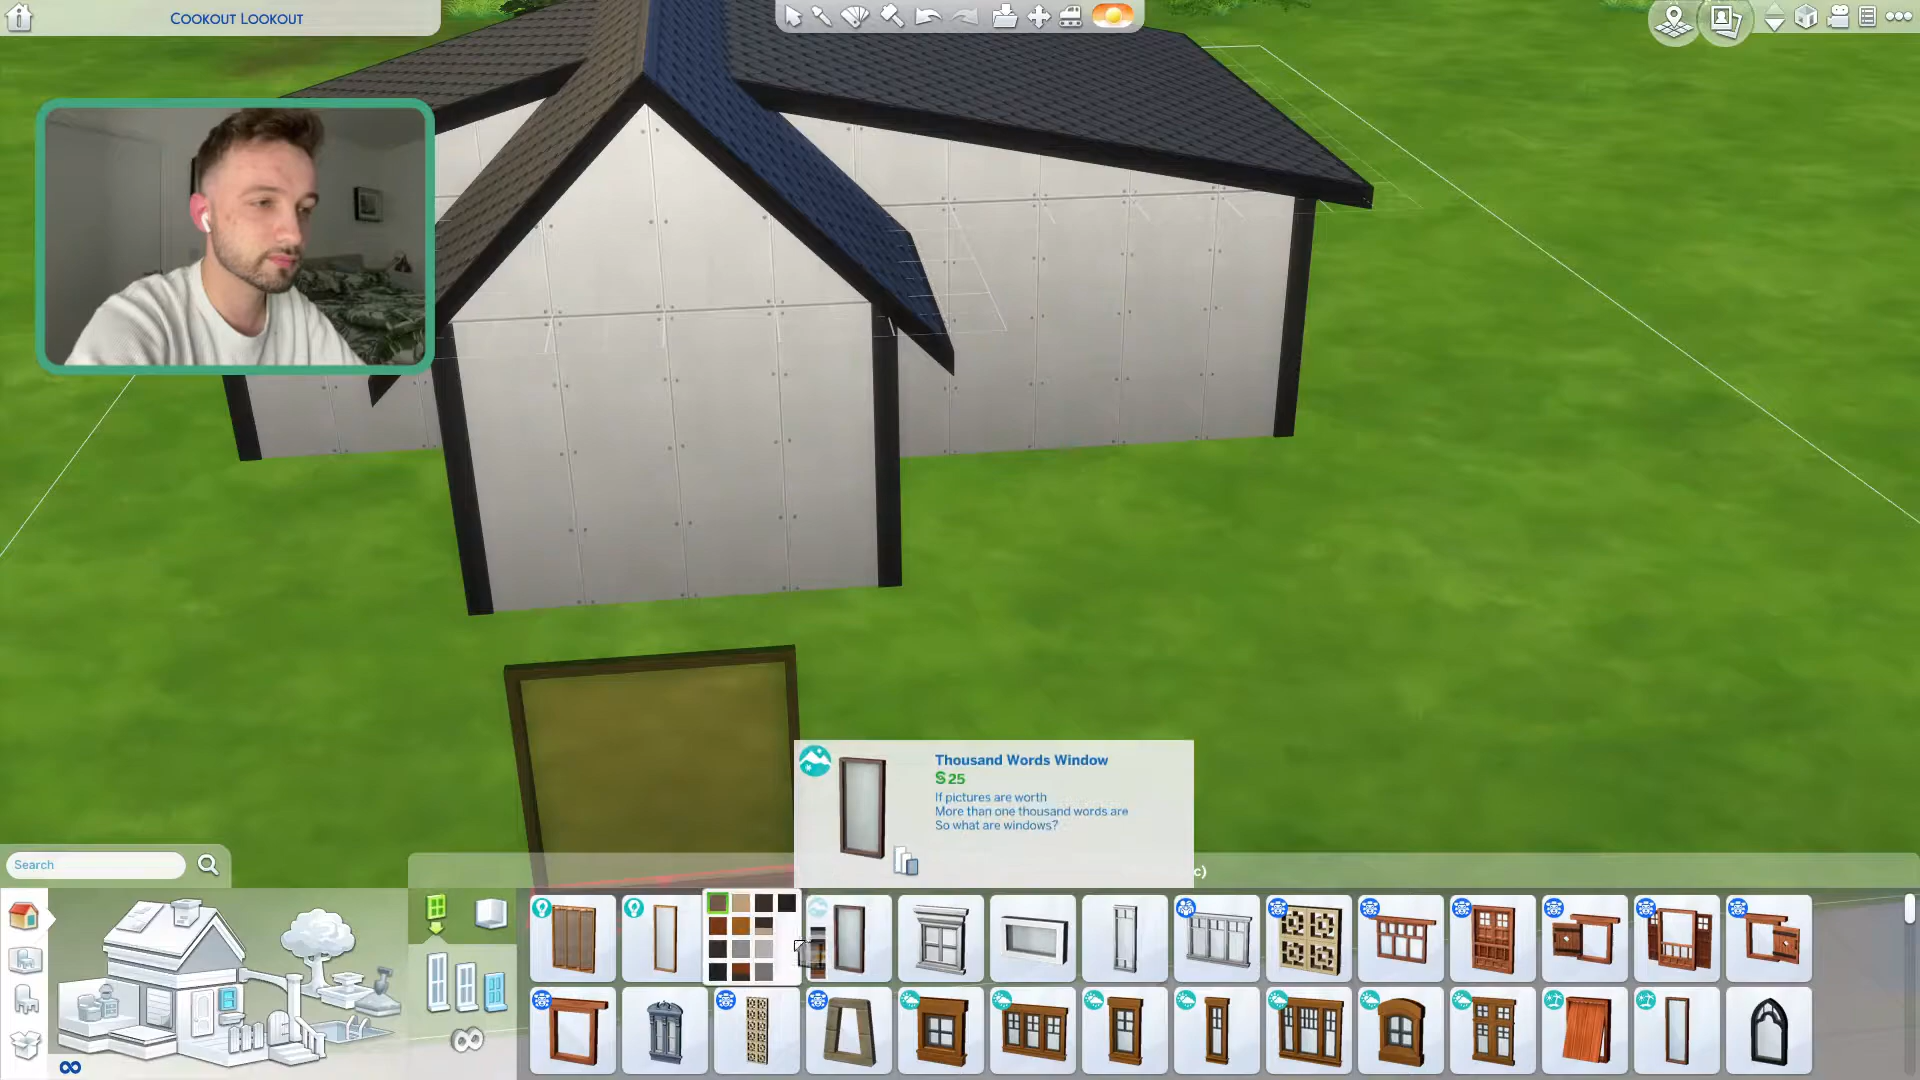 Cookout Lookout
Thousand Words Window
§25
If pictures are worth
More than one thousand words are
So what are windows?
c)
Search